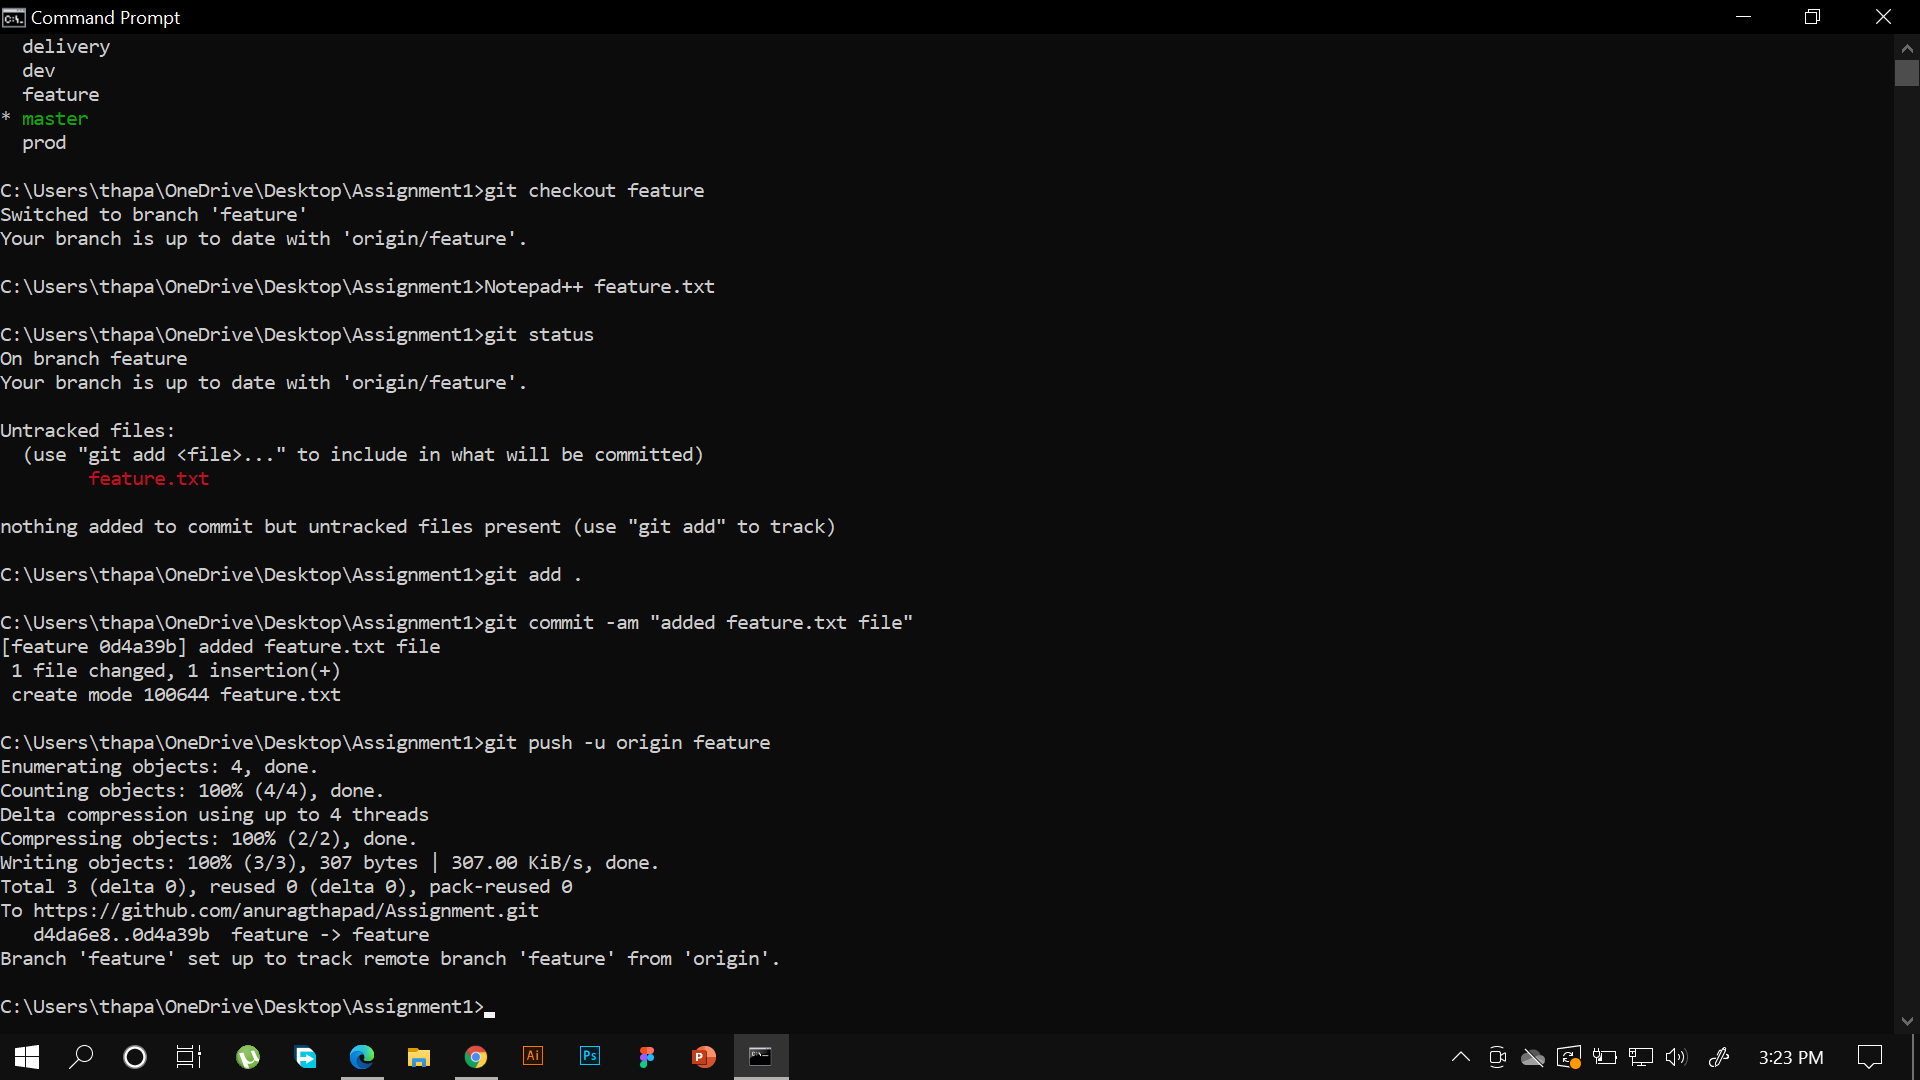 Command Prompt
  delivery
  dev
  feature
* master
  prod

C:\Users\thapa\OneDrive\Desktop\Assignment1>git checkout feature
Switched to branch 'feature'
Your branch is up to date with 'origin/feature'.

C:\Users\thapa\OneDrive\Desktop\Assignment1>Notepad++ feature.txt

C:\Users\thapa\OneDrive\Desktop\Assignment1>git status
On branch feature
Your branch is up to date with 'origin/feature'.

Untracked files:
  (use "git add <file>..." to include in what will be committed)
        feature.txt

nothing added to commit but untracked files present (use "git add" to track)

C:\Users\thapa\OneDrive\Desktop\Assignment1>git add .

C:\Users\thapa\OneDrive\Desktop\Assignment1>git commit -am "added feature.txt file"
[feature 0d4a39b] added feature.txt file
 1 file changed, 1 insertion(+)
 create mode 100644 feature.txt

C:\Users\thapa\OneDrive\Desktop\Assignment1>git push -u origin feature
Enumerating objects: 4, done.
Counting objects: 100% (4/4), done.
Delta compression using up to 4 threads
Compressing objects: 100% (2/2), done.
Writing objects: 100% (3/3), 307 bytes | 307.00 KiB/s, done.
Total 3 (delta 0), reused 0 (delta 0), pack-reused 0
To https://github.com/anuragthapad/Assignment.git
   d4da6e8..0d4a39b  feature -> feature
Branch 'feature' set up to track remote branch 'feature' from 'origin'.

C:\Users\thapa\OneDrive\Desktop\Assignment1>
Ai
Ps
P
3:23 PM